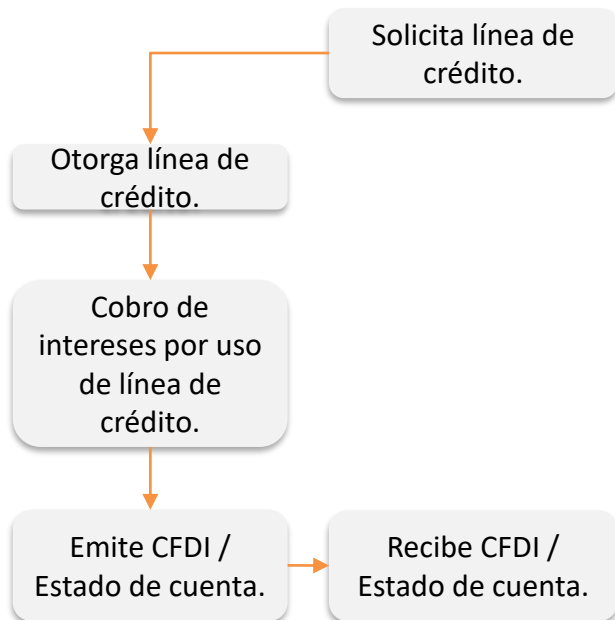 Solicita línea de
crédito.
Otorga línea de
crédito.
Cobro de
intereses por uso
de línea de
crédito.
Emite CFDI /
Estado de cuenta.
Recibe CFDI /
Estado de cuenta.